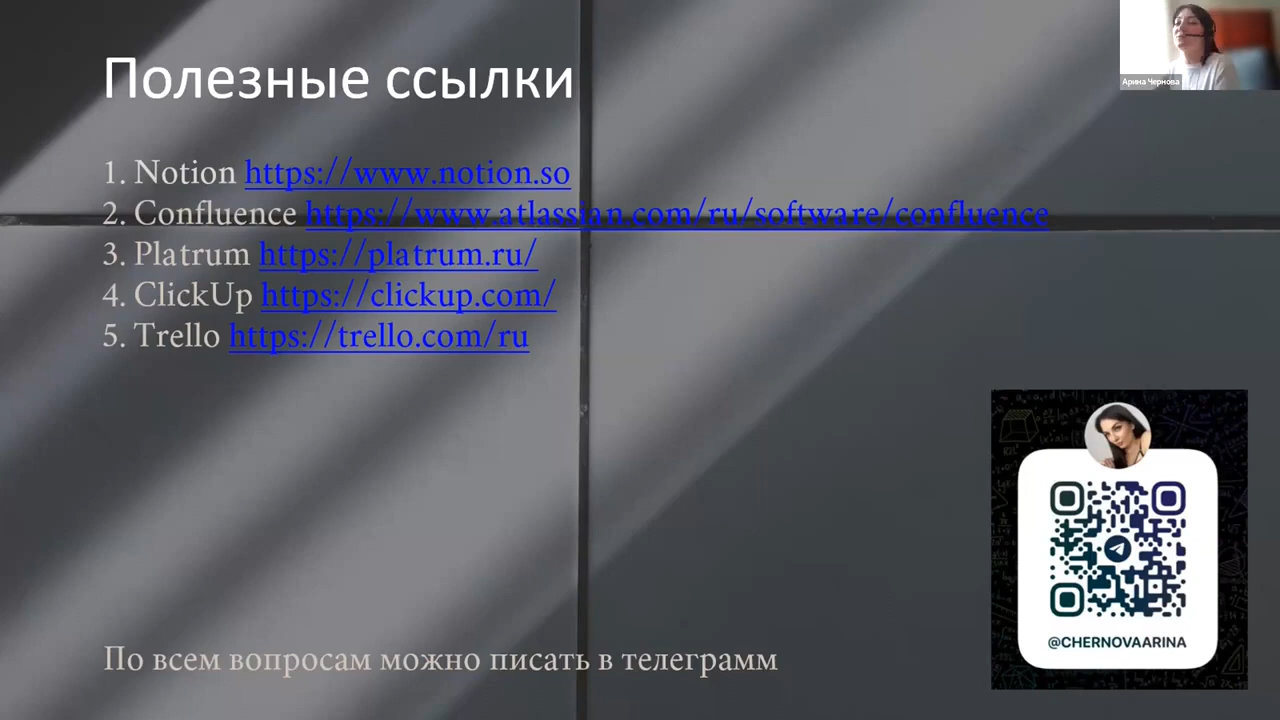 Полезные ссылки
Арина Чернова
1. Notion https://www.notion.so
2. Confluence https://www.atlassian.com/ru/software/confluence
3. Platrum https://platrum.ru/
4. ClickUp https://clickup.com/
5. Trello https://trello.com/ru
@CHERNOVAARINA
По всем вопросам можно писать в телеграмм